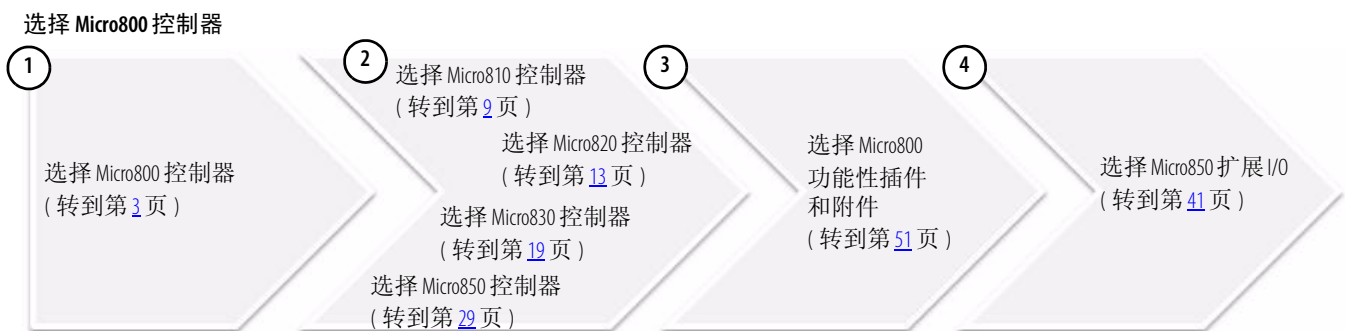 选择 Micro800 控制器
1
选择 Micro800 控制器
(转到第 3 页)
2
选择 Micro810 控制器
(转到第 9 页)
选择 Micro820 控制器
(转到第 13 页)
选择 Micro830 控制器
(转到第 19 页)
选择 Micro850 控制器
(转到第 29 页)
3
选择 Micro800
功能性插件
和附件
(转到第 51 页)
4
选择 Micro850 扩展 I/O
(转到第 41 页)